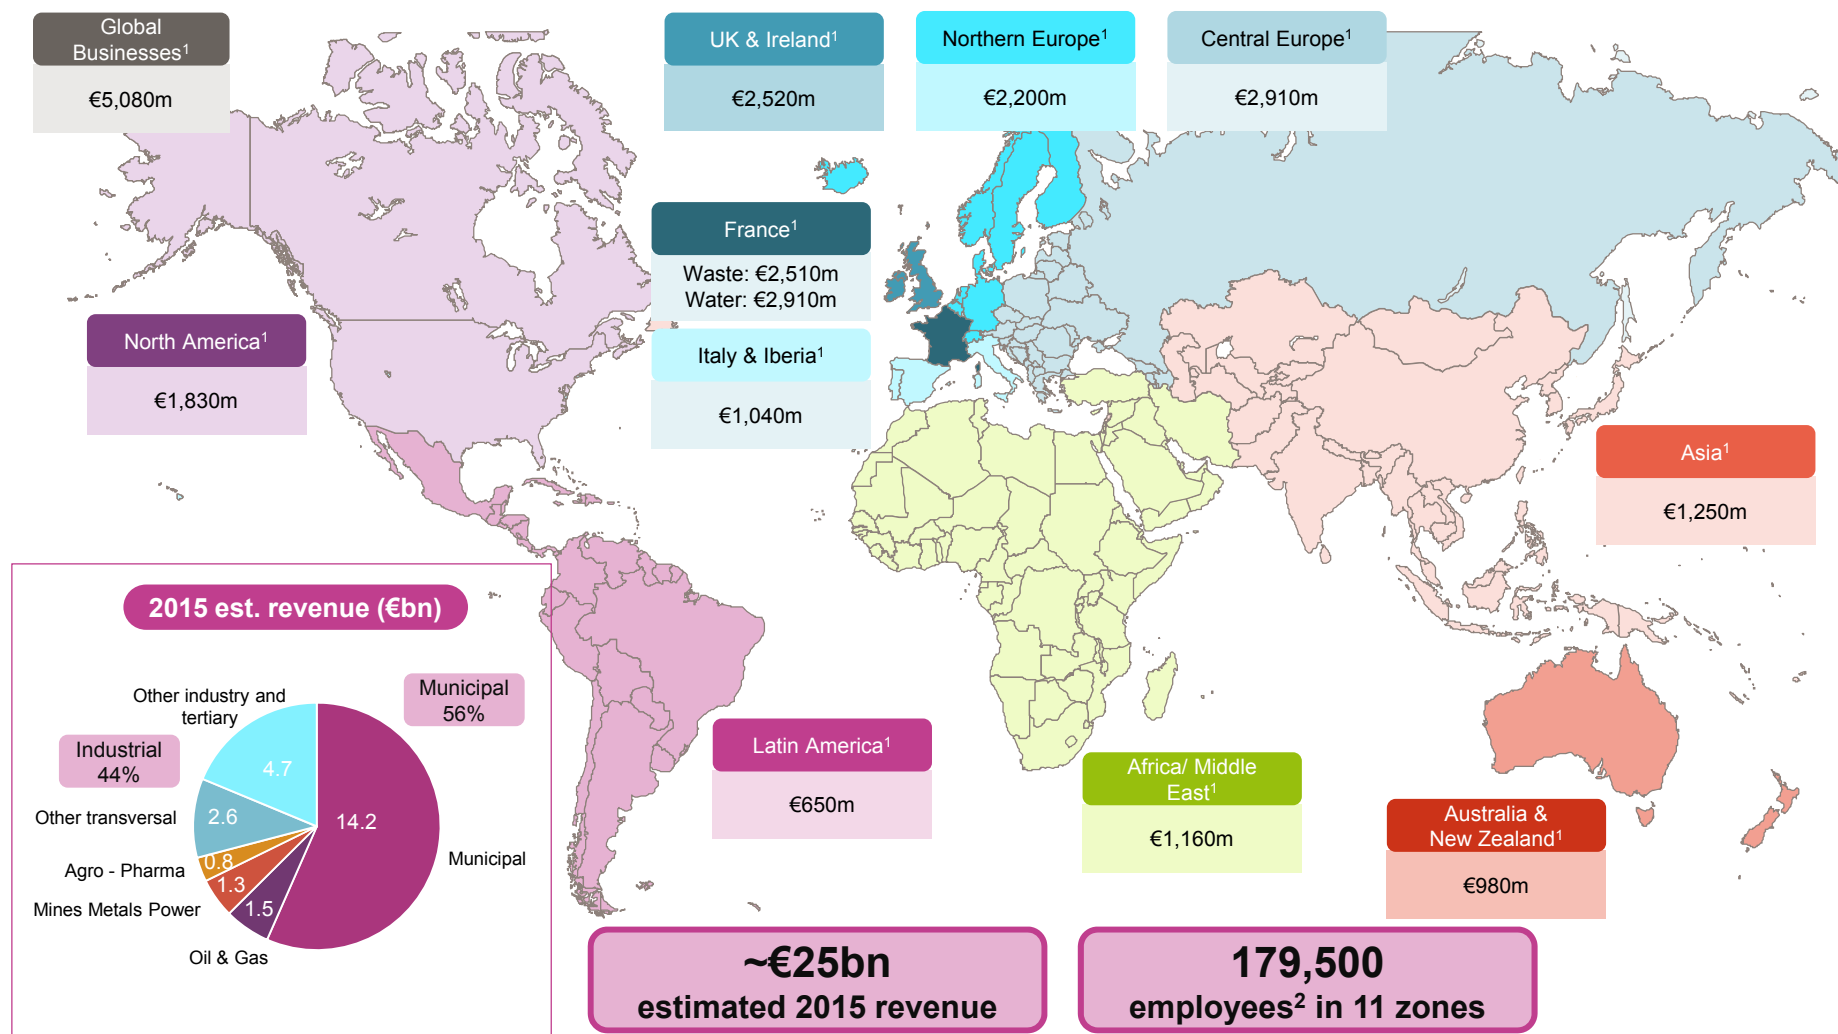 Global
Businesses¹
€5,080m
UK & Ireland¹
€2,520m
Northern Europe¹
€2,200m
Central Europe¹
€2,910m
France¹
Waste: €2,510m
Water: €2,910m
Italy & Iberia¹
€1,040m
North America¹
€1,830m
Asia¹
€1,250m
Latin America¹
€650m
Africa/ Middle
East¹
€1,160m
Australia &
New Zealand¹
€980m
2015 est. revenue (€bn)
Other industry and
tertiary
Municipal
56%
Industrial
44%
4.7
Other transversal
2.6
14.2
Agro - Pharma
0.8
Municipal
Mines Metals Power
1.3
1.5
Oil & Gas
~€25bn
estimated 2015 revenue
179,500
employees² in 11 zones